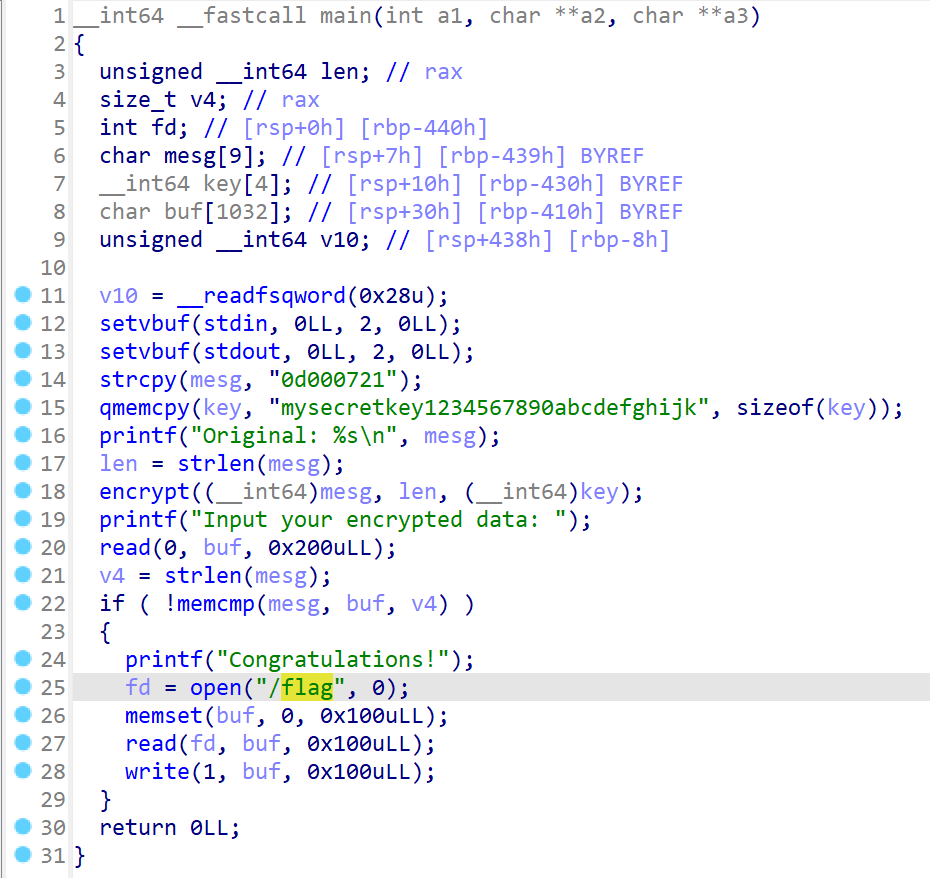 1 __int64 __fastcall main(int a1, char **a2, char **a3)
2 {
3   unsigned __int64 len; // rax
4   size_t v4; // rax
5   int fd; // [rsp+0h] [rbp-440h]
6   char mesg[9]; // [rsp+7h] [rbp-439h] BYREF
7   __int64 key[4]; // [rsp+10h] [rbp-430h] BYREF
8   char buf[1032]; // [rsp+30h] [rbp-410h] BYREF
9   unsigned __int64 v10; // [rsp+438h] [rbp-8h]
10
11   v10 = __readfsqword(0x28u);
12   setvbuf(stdin, 0LL, 2, 0LL);
13   setvbuf(stdout, 0LL, 2, 0LL);
14   strcpy(mesg, "0d000721");
15   qmemcpy(key, "mysecretkey1234567890abcdefghijk", sizeof(key));
16   printf("Original: %s\n", mesg);
17   len = strlen(mesg);
18   encrypt((__int64)mesg, len, (__int64)key);
19   printf("Input your encrypted data: ");
20   read(0, buf, 0x200uLL);
21   v4 = strlen(mesg);
22   if ( !memcmp(mesg, buf, v4) )
23   {
24     printf("Congratulations!");
25     fd = open("/flag", 0);
26     memset(buf, 0, 0x100uLL);
27     read(fd, buf, 0x100uLL);
28     write(1, buf, 0x100uLL);
29   }
30   return 0LL;
31 }